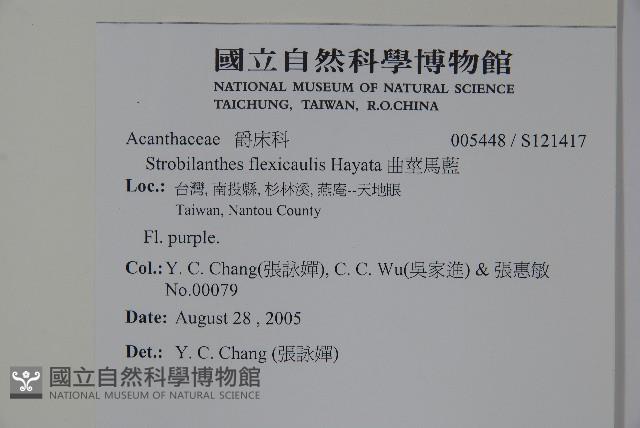 國立自然科學博物館
NATIONAL MUSEUM OF NATURAL SCIENCE
TAICHUNG, TAIWAN, R.O.CHINA
Acanthaceae 爵床科 005448 / S121417
Strobilanthes flexicaulis Hayata 曲莖馬藍
Loc.: 台灣, 南投縣, 杉林溪, 燕庵--天地眼
Taiwan, Nantou County
Fl. purple.
Col.: Y. C. Chang(張詠嬋), C. C. Wu(吳家進) & 張惠敏
No.00079
Date: August 28 , 2005
Det.: Y. C. Chang (張詠嬋)
國立自然科學博物館
NATIONAL MUSEUM OF NATURAL SCIENCE